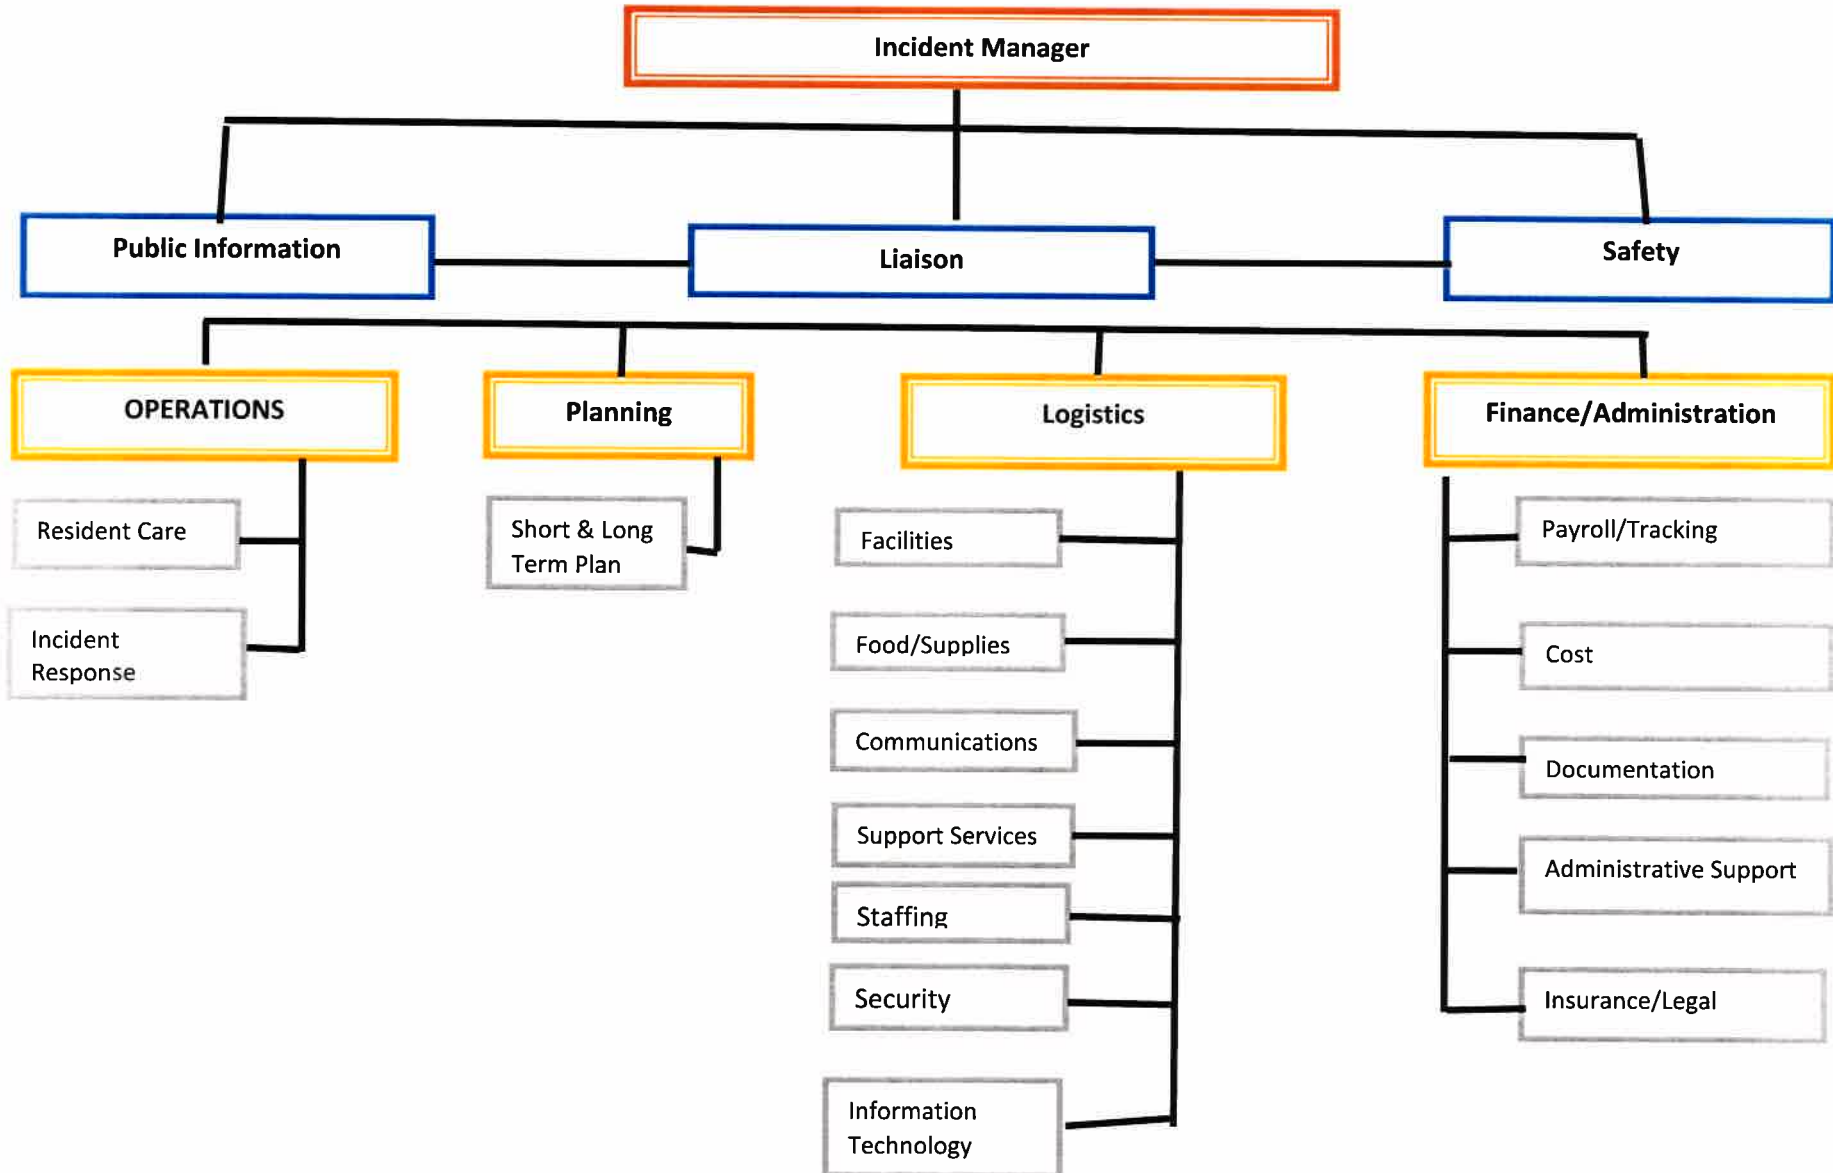 Incident Manager
Public Information
Liaison
Safety
OPERATIONS
Planning
Logistics
Finance/Administration
Resident Care
Incident
Response
Short & Long
Term Plan
Facilities
Food/Supplies
Communications
Support Services
Staffing
Security
Information
Technology
Payroll/Tracking
Cost
Documentation
Administrative Support
Insurance/Legal